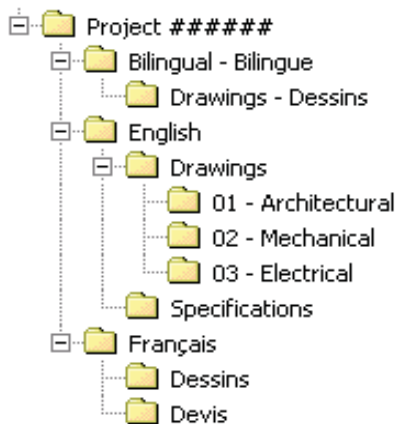 Project ######
Bilingual - Bilingue
Drawings - Dessins
English
Drawings
01 - Architectural
02 - Mechanical
03 - Electrical
Specifications
Français
Dessins
Devis